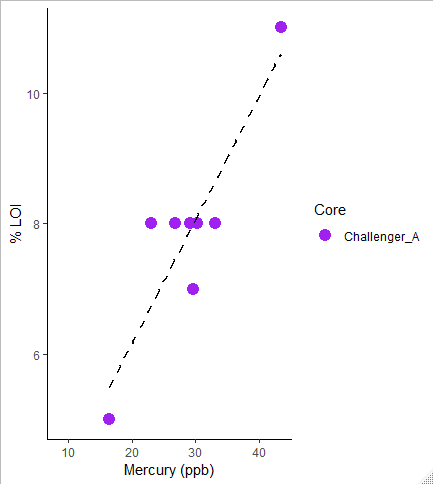 % LOI
10
8
6
10 20 30 40
Mercury (ppb)
Core
Challenger_A